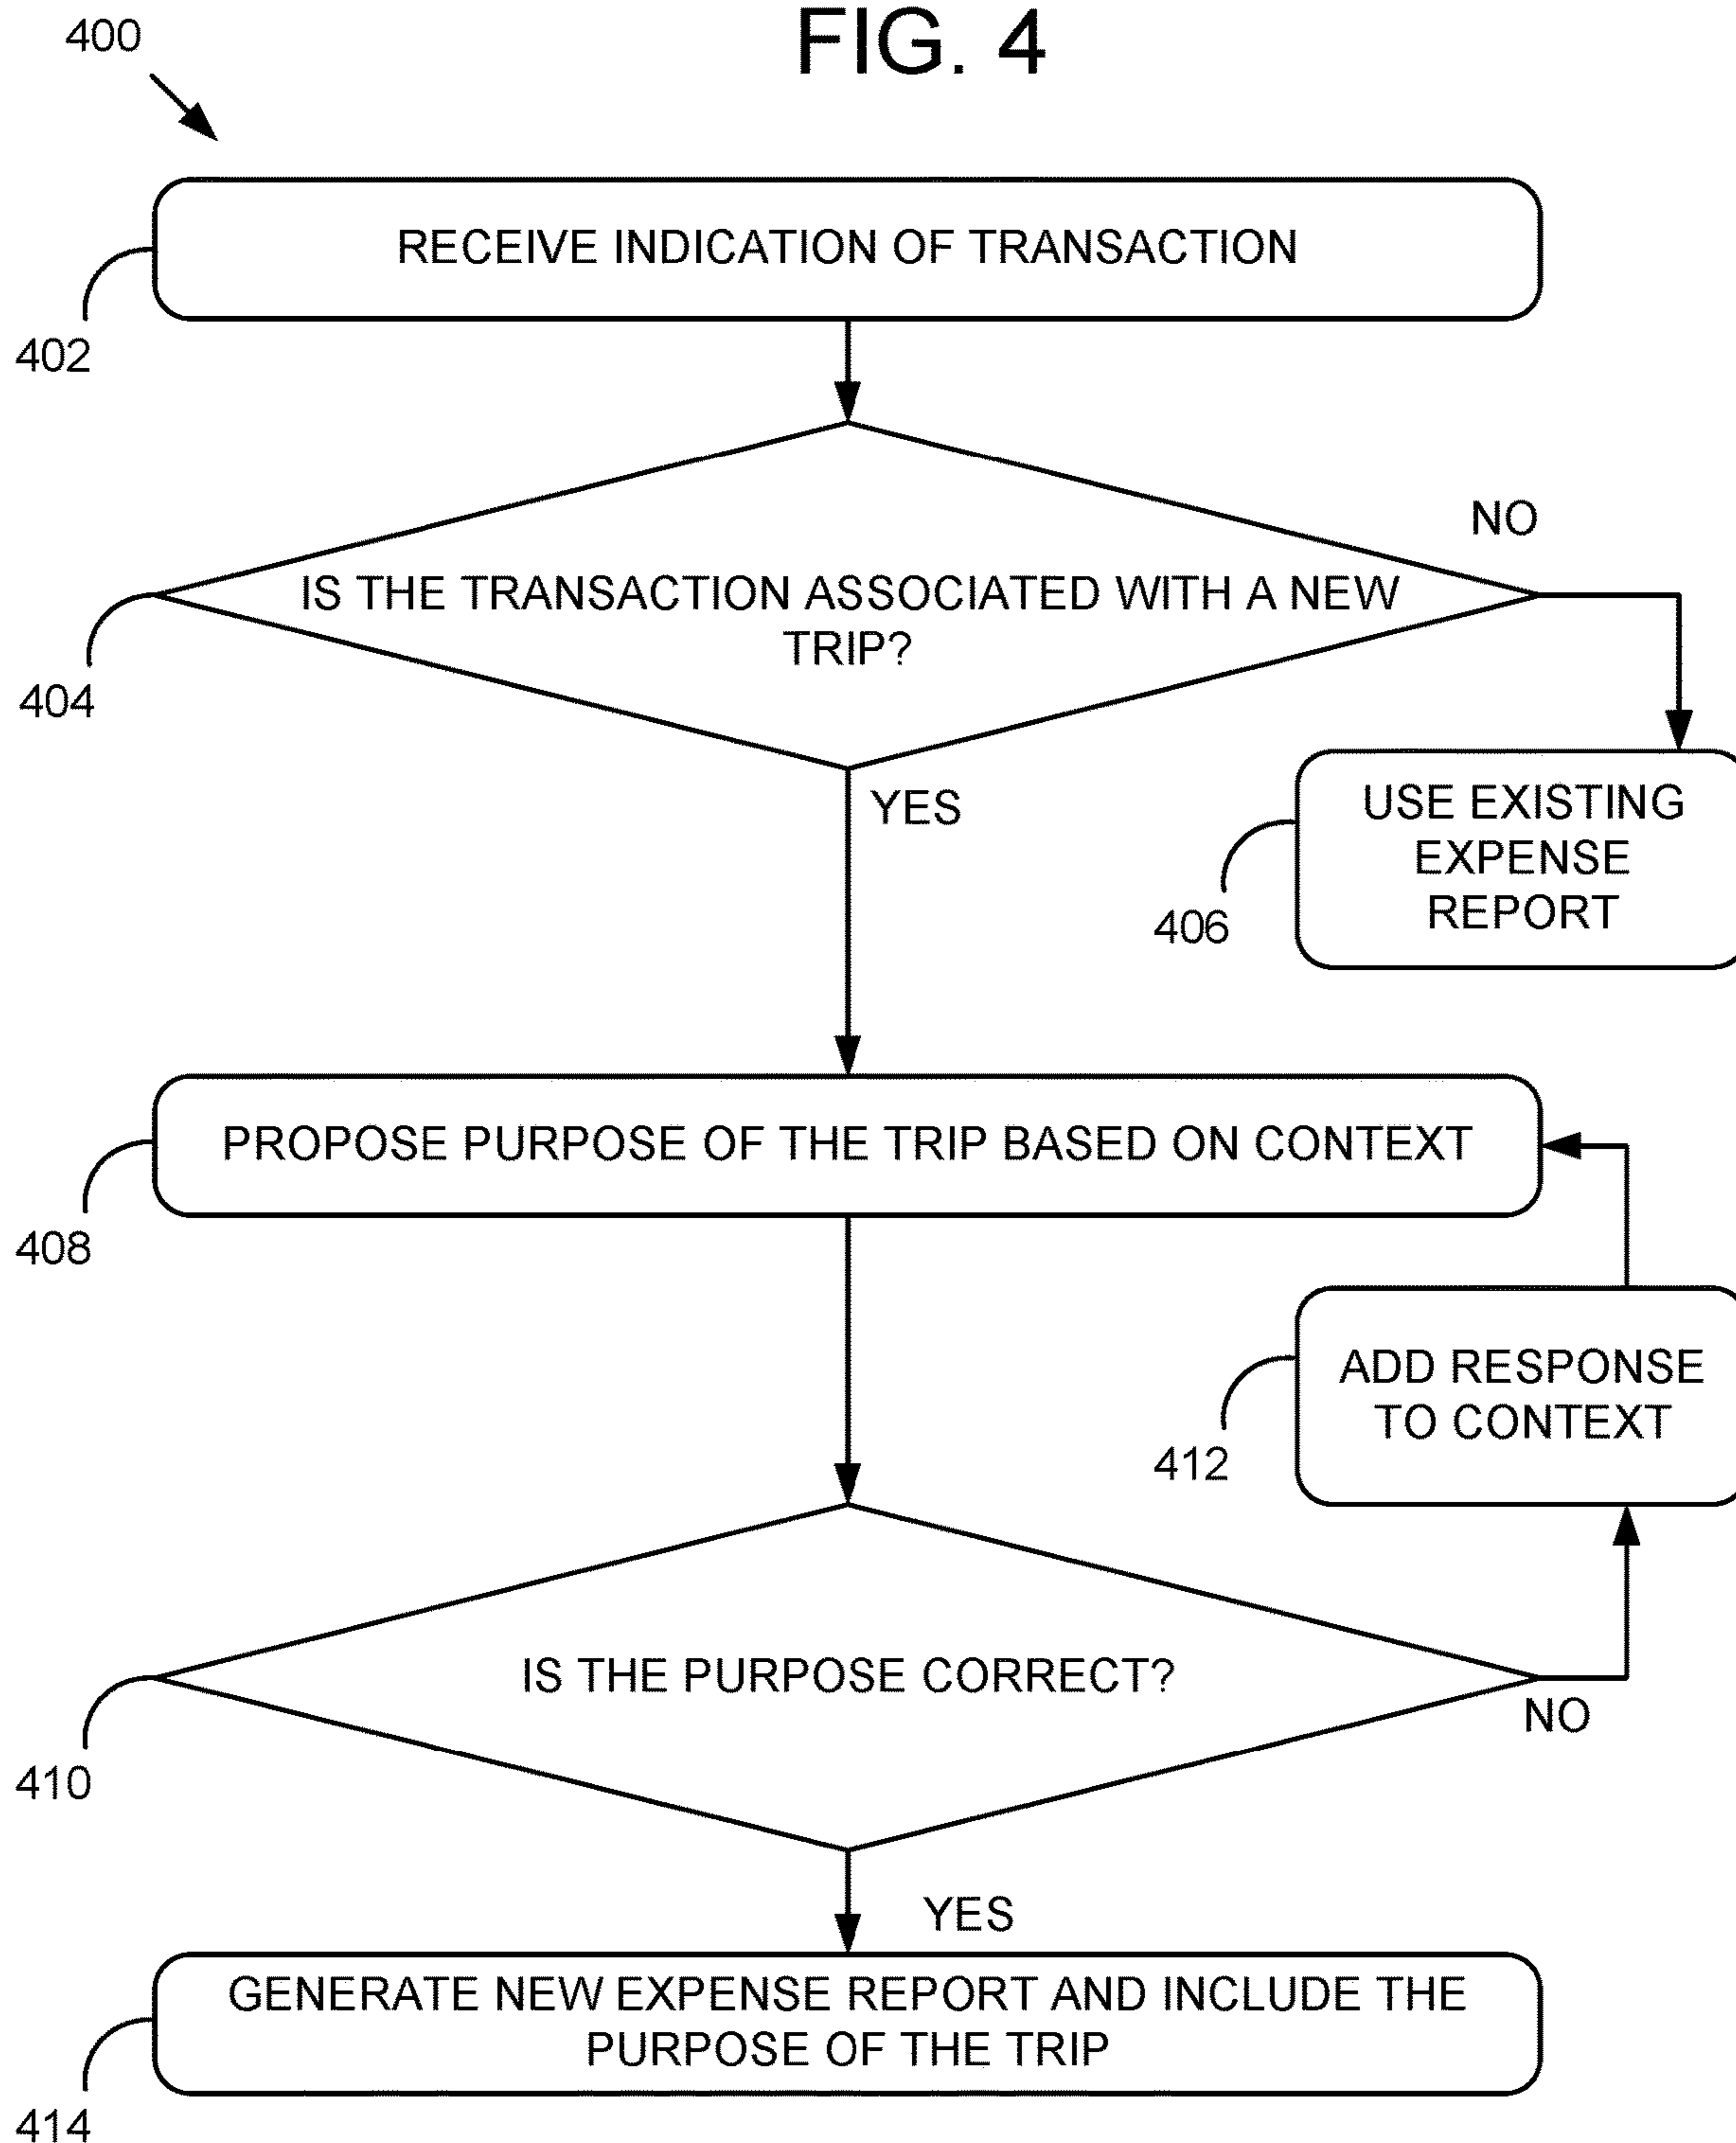 FIG. 4
400
RECEIVE INDICATION OF TRANSACTION
402
NO
IS THE TRANSACTION ASSOCIATED WITH A NEW
TRIP?
404
YES
USE EXISTING
EXPENSE
REPORT
406
PROPOSE PURPOSE OF THE TRIP BASED ON CONTEXT
408
ADD RESPONSE
TO CONTEXT
412
IS THE PURPOSE CORRECT?
NO
410
YES
GENERATE NEW EXPENSE REPORT AND INCLUDE THE
PURPOSE OF THE TRIP
414